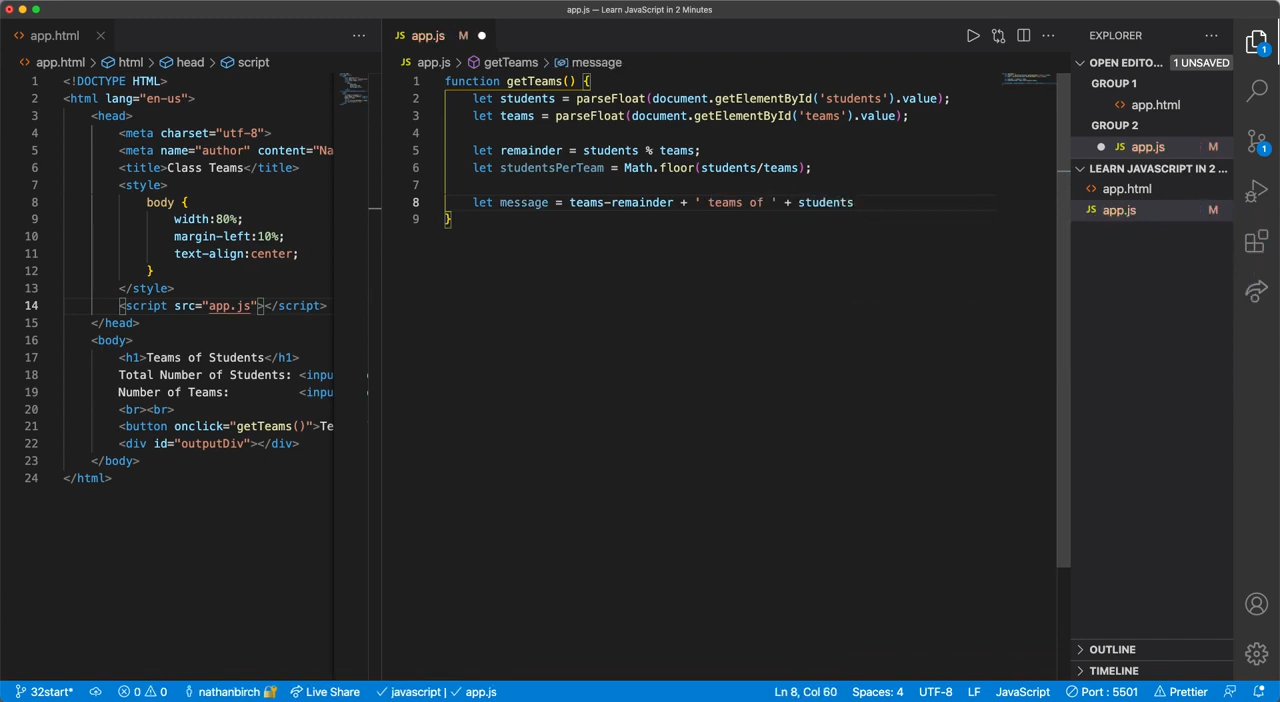 app.js — Learn JavaScript in 2 Minutes
app.html
app.html > html > head > script
1 <!DOCTYPE HTML>
2 <html lang="en-us">
3 <head>
4 <meta charset="utf-8">
5 <meta name="author" content="Na
6 <title>Class Teams</title>
7 <style>
8 body {
9 width:80%;
10 margin-left:10%;
11 text-align:center;
12 }
13 </style>
14 <script src="app.js"></script>
15 </head>
16 <body>
17 <h1>Teams of Students</h1>
18 Total Number of Students: <inpu
19 Number of Teams: <inpu
20 <br><br>
21 <button onclick="getTeams()">Te
22 <div id="outputDiv"></div>
23 </body>
24 </html>
JS app.js M
JS app.js > getTeams > message
1 function getTeams() {
2 let students = parseFloat(document.getElementById('students').value);
3 let teams = parseFloat(document.getElementById('teams').value);
4
5 let remainder = students % teams;
6 let studentsPerTeam = Math.floor(students/teams);
7
8 let message = teams-remainder + ' teams of ' + students
9 }
EXPLORER
OPEN EDITO... 1 UNSAVED
GROUP 1
app.html
GROUP 2
JS app.js M
LEARN JAVASCRIPT IN 2 ...
app.html
JS app.js M
OUTLINE
TIMELINE
1
1
32start* 0 0 nathanbirch Live Share javascript | app.js Ln 8, Col 60 Spaces: 4 UTF-8 LF JavaScript Port : 5501 Prettier